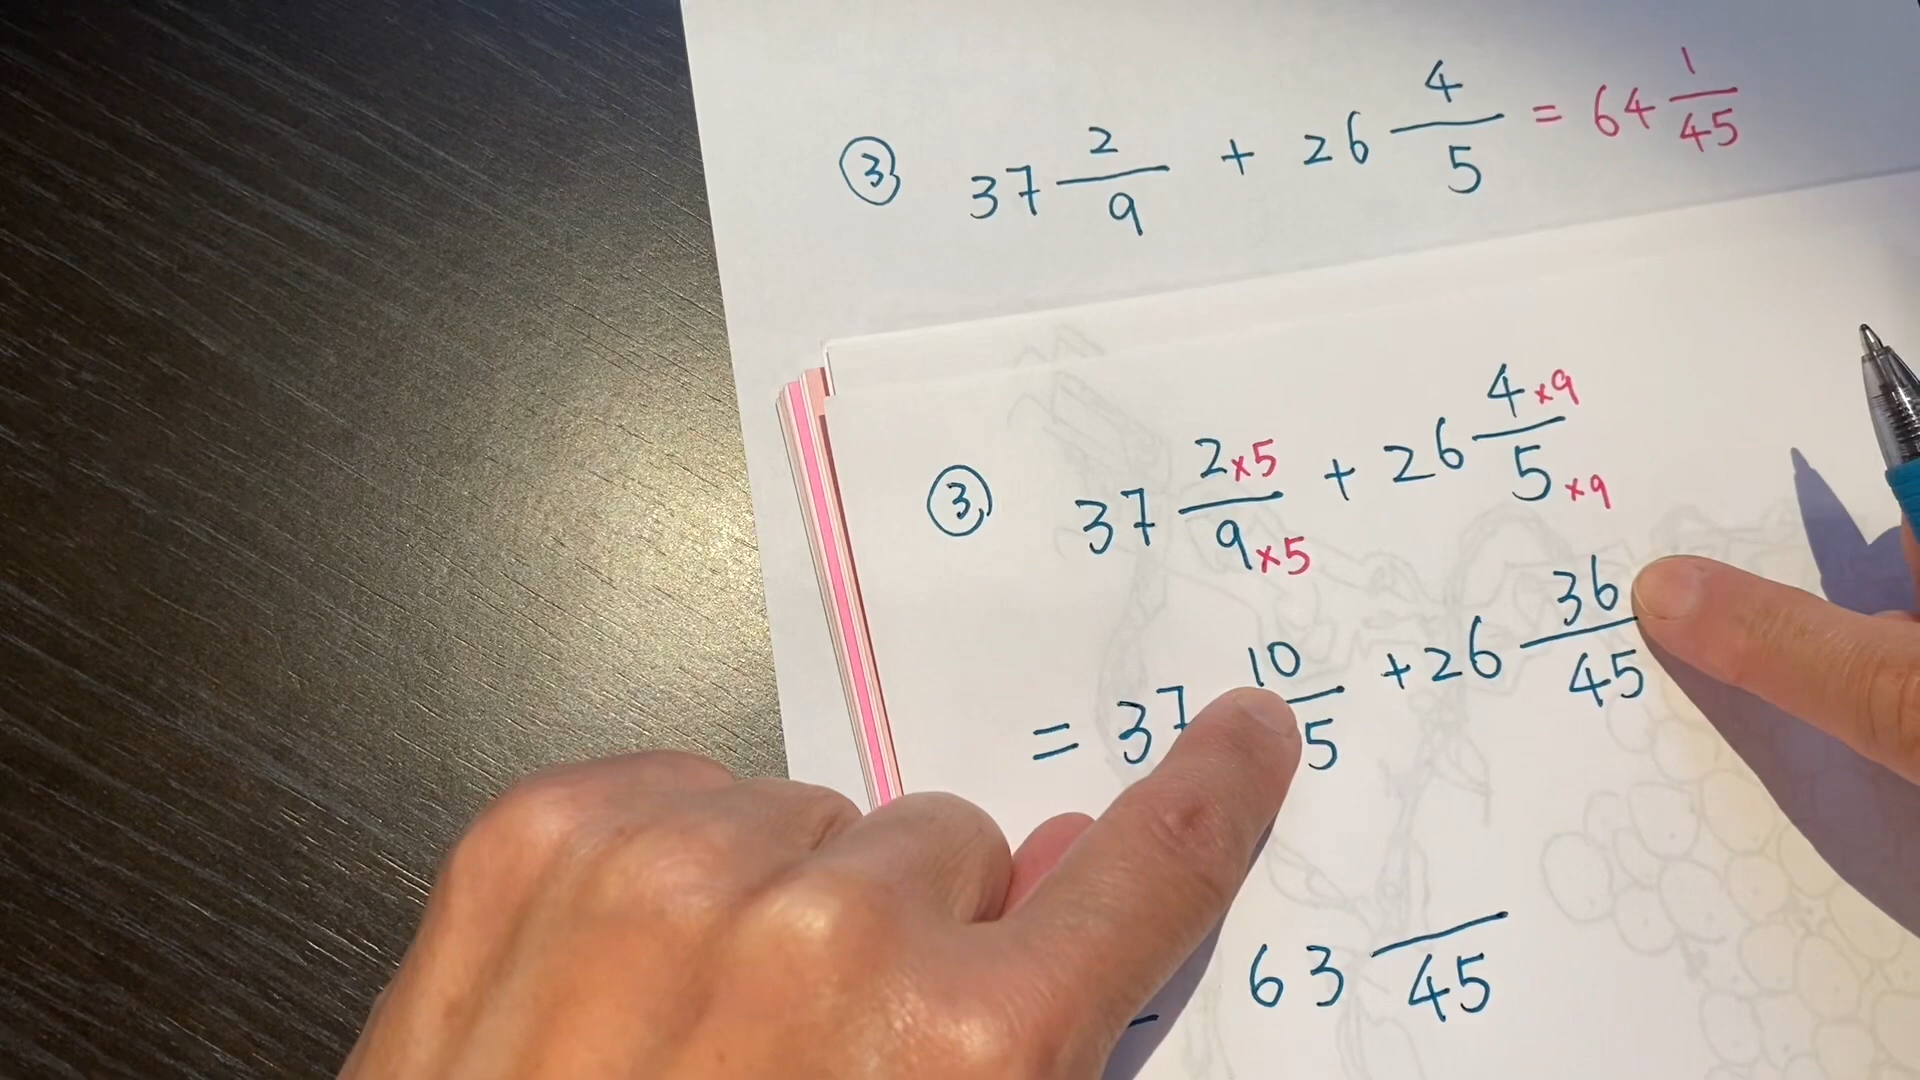 ③ 37 2/9 + 26 4/5 = 64 1/45
③ 37 2×5/9×5 + 26 4×9/5×9
= 37 10/5 + 26 36/45
63 /45